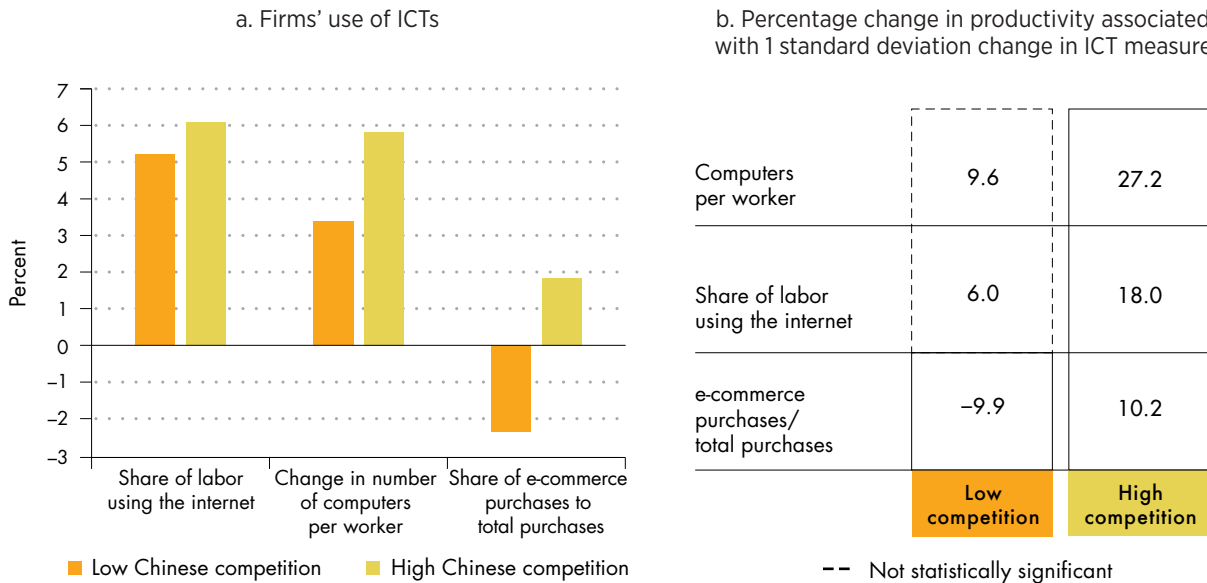 a. Firms’ use of ICTs
7
6
5
4
3
2
1
0
–1
–2
–3
Percent
Share of labor
using the internet
Change in number
of computers
per worker
Share of e-commerce
purchases to
total purchases
Low Chinese competition
High Chinese competition
b. Percentage change in productivity associated
with 1 standard deviation change in ICT measure
Computers
per worker
9.6
27.2
Share of labor
using the internet
6.0
18.0
e-commerce
purchases/
total purchases
–9.9
10.2
Low
competition
High
competition
Not statistically significant